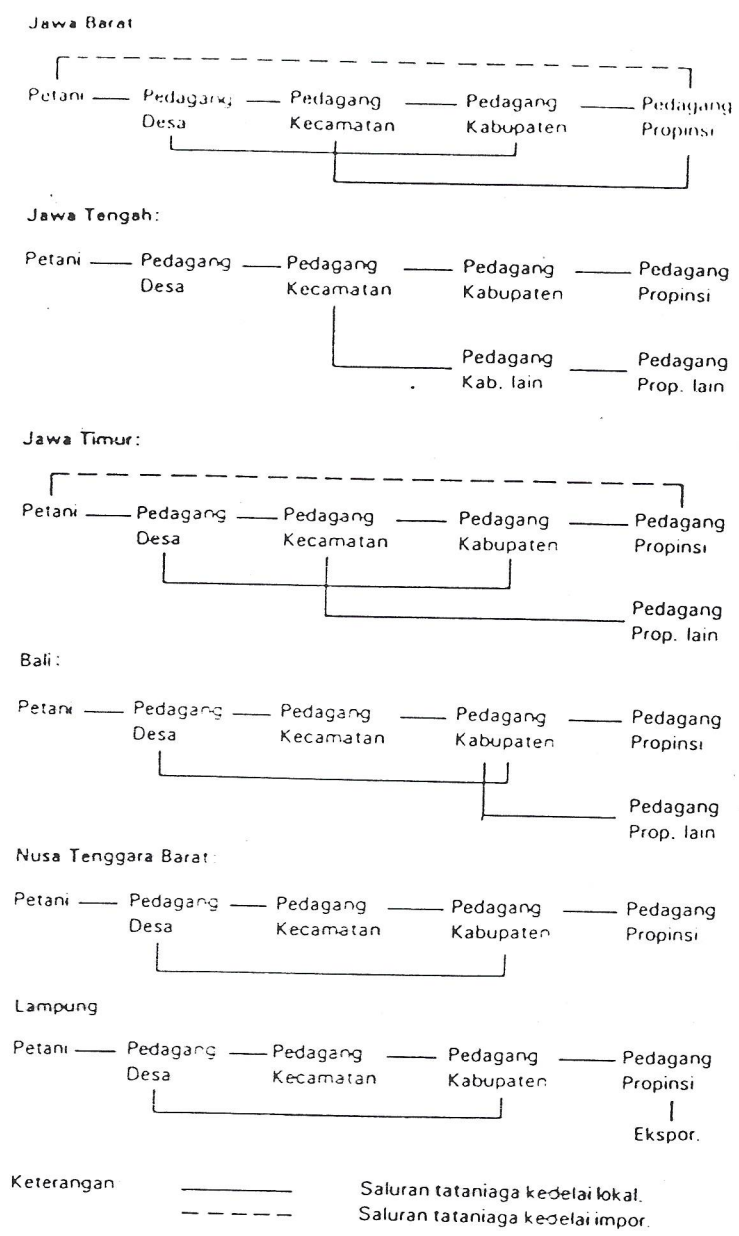 Jawa Barat
Petani Pedagang Pedagang Pedagang Pedagang
Desa Kecamatan Kabupaten Propinsi
Jawa Tengah:
Petani Pedagang Pedagang Pedagang Pedagang
Desa Kecamatan Kabupaten Propinsi
Pedagang Pedagang
Kab. lain Prop. lain
Jawa Timur:
Petani Pedagang Pedagang Pedagang Pedagang
Desa Kecamatan Kabupaten Propinsi
Pedagang
Prop. lain
Bali:
Petani Pedagang Pedagang Pedagang Pedagang
Desa Kecamatan Kabupaten Propinsi
Pedagang
Prop. lain
Nusa Tenggara Barat:
Petani Pedagang Pedagang Pedagang Pedagang
Desa Kecamatan Kabupaten Propinsi
Lampung
Petani Pedagang Pedagang Pedagang Pedagang
Desa Kecamatan Kabupaten Propinsi
Ekspor.
Keterangan Saluran tataniaga kedelai lokal.
Saluran tataniaga kedelai impor.